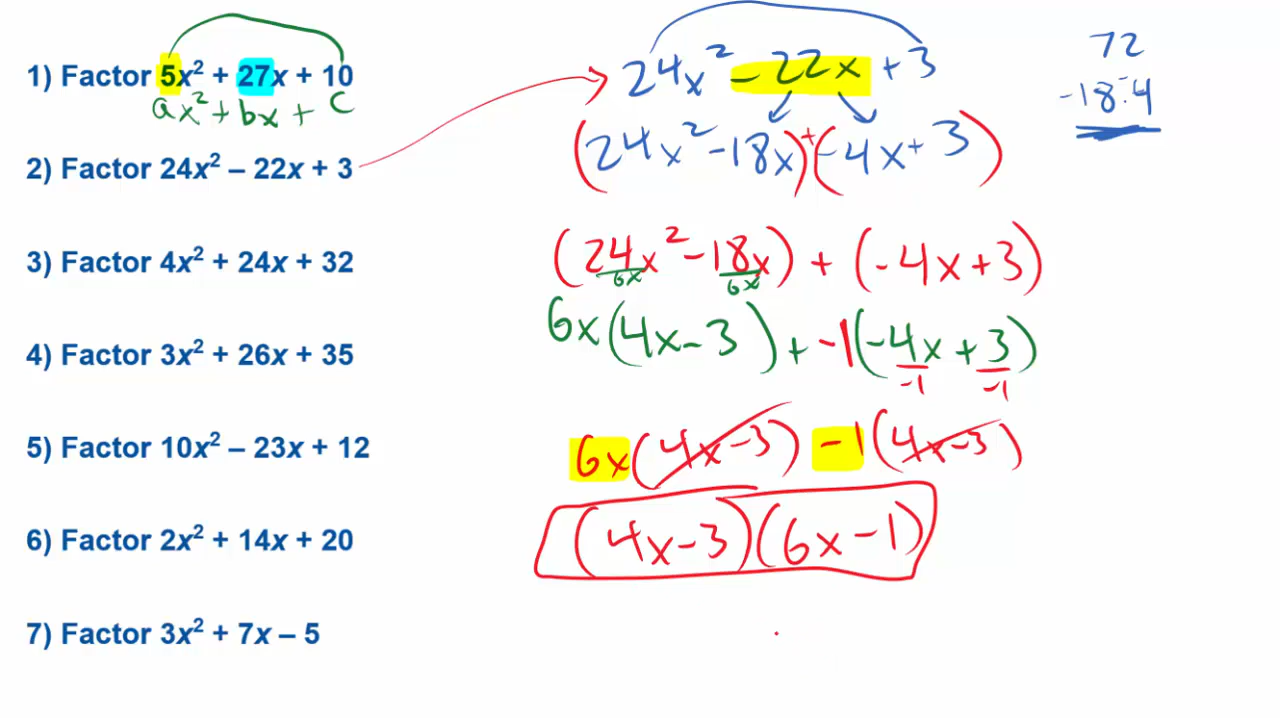 1) Factor 5x² + 27x + 10
ax² + bx + c
2) Factor 24x² – 22x + 3
3) Factor 4x² + 24x + 32
4) Factor 3x² + 26x + 35
5) Factor 10x² – 23x + 12
6) Factor 2x² + 14x + 20
7) Factor 3x² + 7x – 5
24x² - 22x + 3
(24x² - 18x) + (-4x + 3)
(24x² - 18x) + (-4x + 3)
6x 6x
6x(4x - 3) + -1(-4x + 3)
-1 -1
6x(4x - 3) - 1(4x - 3)
(4x - 3)(6x - 1)
72
-18·-4